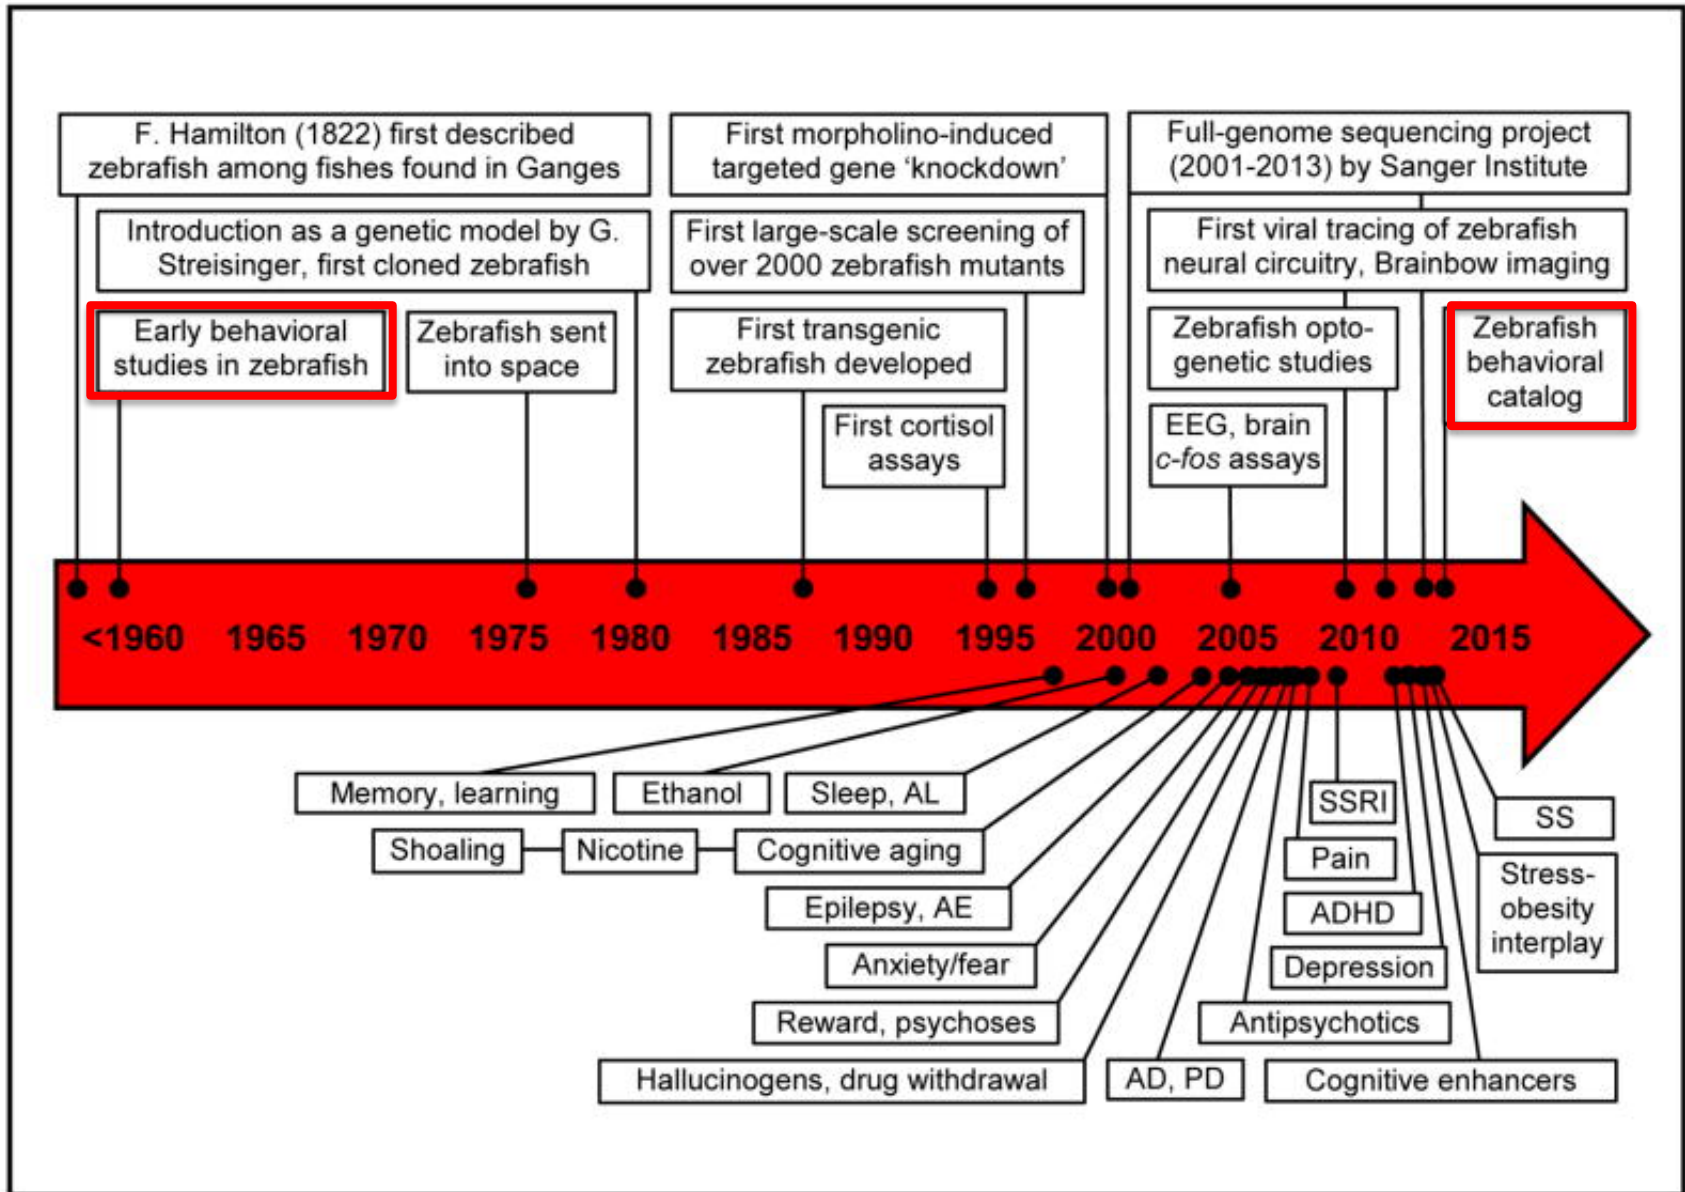 F. Hamilton (1822) first described
zebrafish among fishes found in Ganges
First morpholino-induced
targeted gene ‘knockdown’
Full-genome sequencing project
(2001-2013) by Sanger Institute
Introduction as a genetic model by G.
Streisinger, first cloned zebrafish
First large-scale screening of
over 2000 zebrafish mutants
First viral tracing of zebrafish
neural circuitry, Brainbow imaging
Early behavioral
studies in zebrafish
Zebrafish sent
into space
First transgenic
zebrafish developed
Zebrafish opto-
genetic studies
Zebrafish
behavioral
catalog
First cortisol
assays
EEG, brain
c-fos assays
<1960 1965 1970 1975 1980 1985 1990 1995 2000 2005 2010 2015
Memory, learning
Ethanol
Sleep, AL
SSRI
SS
Shoaling
Nicotine
Cognitive aging
Pain
Stress-
obesity
interplay
Epilepsy, AE
ADHD
Anxiety/fear
Depression
Reward, psychoses
Antipsychotics
Hallucinogens, drug withdrawal
AD, PD
Cognitive enhancers